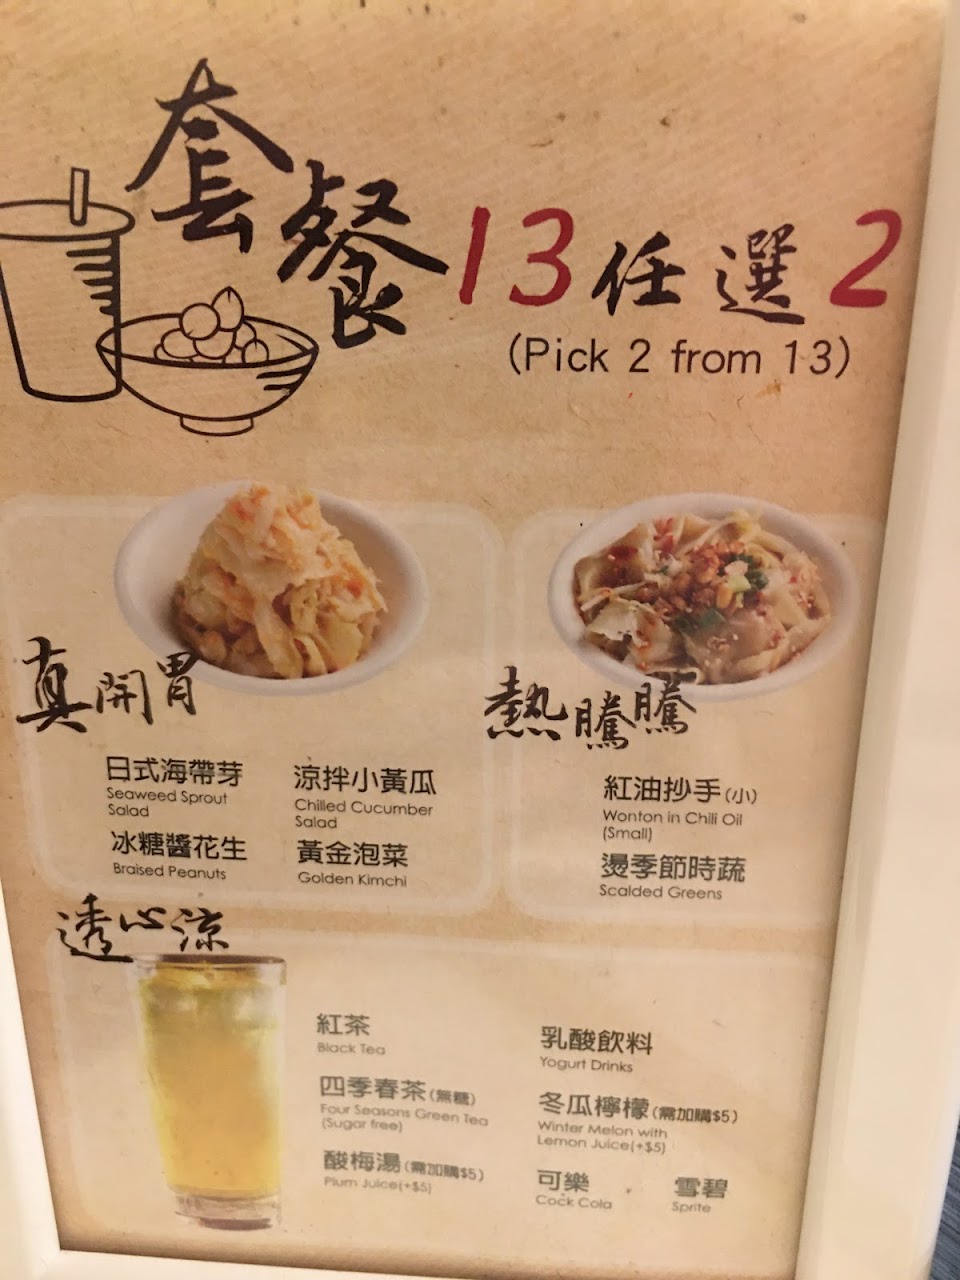 套餐 13任選2
(Pick 2 from 13)
真開胃
日式海帶芽
Seaweed Sprout
Salad
涼拌小黃瓜
Chilled Cucumber
Salad
冰糖醬花生
Braised Peanuts
黃金泡菜
Golden Kimchi
熱騰騰
紅油抄手(小)
Wonton in Chili Oil
(Small)
燙季節時蔬
Scalded Greens
透心涼
紅茶
Black Tea
四季春茶(無糖)
Four Seasons Green Tea
(Sugar free)
酸梅湯(需加購$5)
Plum Juice(+$5)
乳酸飲料
Yogurt Drinks
冬瓜檸檬(需加購$5)
Winter Melon with
Lemon Juice(+$5)
可樂
Cock Cola
雪碧
Sprite